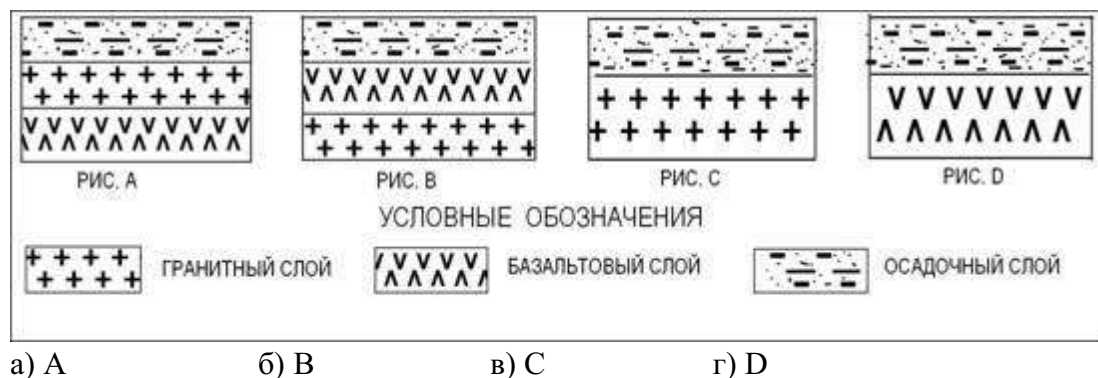 РИС. A РИС. B РИС. C РИС. D
УСЛОВНЫЕ ОБОЗНАЧЕНИЯ
ГРАНИТНЫЙ СЛОЙ БАЗАЛЬТОВЫЙ СЛОЙ ОСАДОЧНЫЙ СЛОЙ
а) A б) B в) C г) D